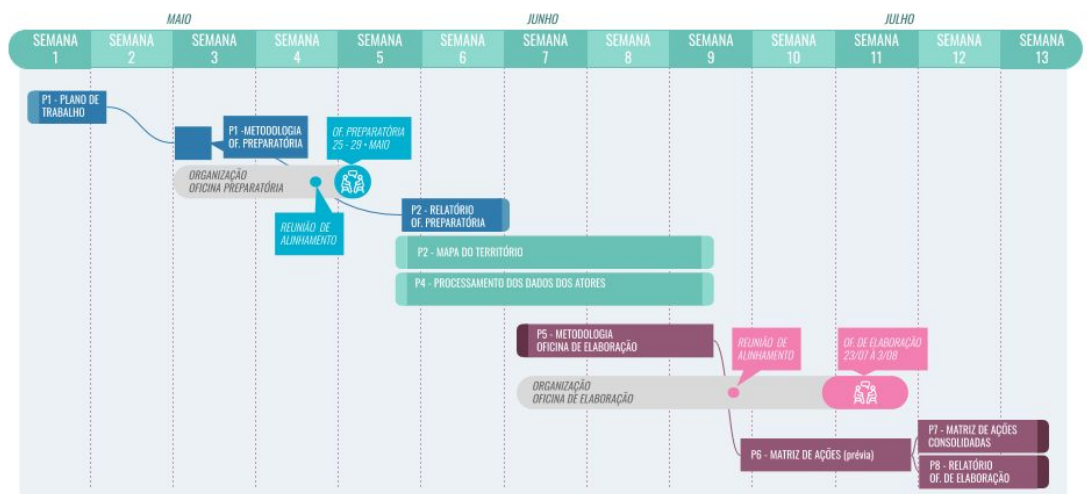 MAIO
JUNHO
JULHO
SEMANA
1
SEMANA
2
SEMANA
3
SEMANA
4
SEMANA
5
SEMANA
6
SEMANA
7
SEMANA
8
SEMANA
9
SEMANA
10
SEMANA
11
SEMANA
12
SEMANA
13
P1 - PLANO DE
TRABALHO
P1 -METODOLOGIA
OF. PREPARATÓRIA
OF. PREPARATÓRIA
25 - 29 • MAIO
ORGANIZAÇÃO
OFICINA PREPARATÓRIA
REUNIÃO DE
ALINHAMENTO
P2 - RELATÓRIO
OF. PREPARATÓRIA
P2 - MAPA DO TERRITÓRIO
P4 - PROCESSAMENTO DOS DADOS DOS ATORES
P5 - METODOLOGIA
OFICINA DE ELABORAÇÃO
REUNIÃO DE
ALINHAMENTO
OF. DE ELABORAÇÃO
23/07 À 3/08
ORGANIZAÇÃO
OFICINA DE ELABORAÇÃO
P6 - MATRIZ DE AÇÕES (prévia)
P7 - MATRIZ DE AÇÕES
CONSOLIDADAS
P8 - RELATÓRIO
OF. DE ELABORAÇÃO